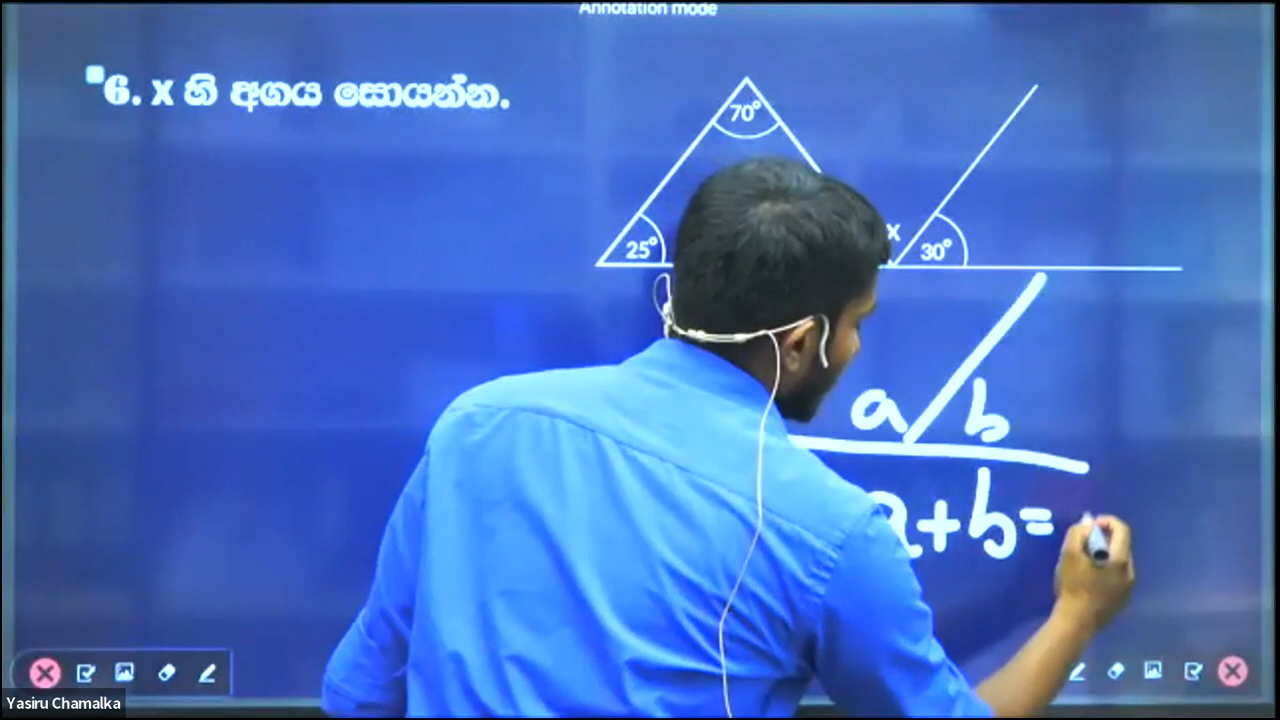 Annotation mode
6. x හි අගය සොයන්න.
70°
x
25°
30°
a b
a+b=
Yasiru Chamalka